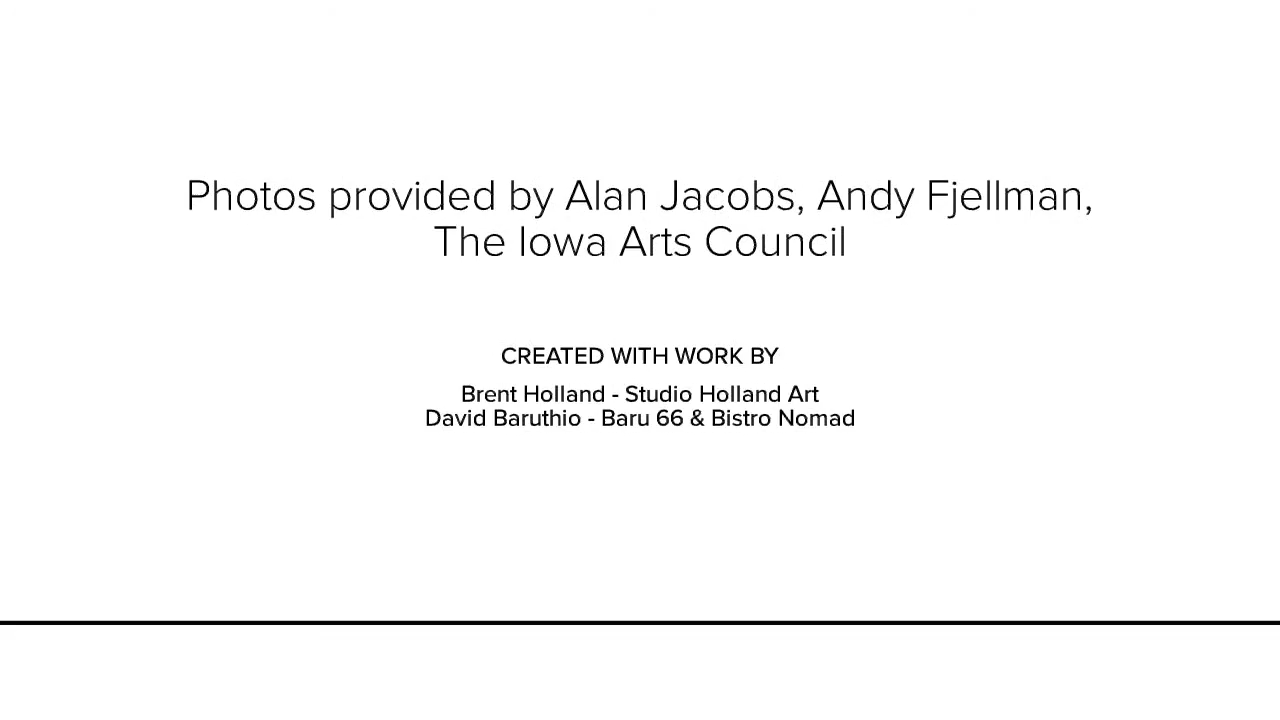 Photos provided by Alan Jacobs, Andy Fjellman,
The Iowa Arts Council
CREATED WITH WORK BY
Brent Holland - Studio Holland Art
David Baruthio - Baru 66 & Bistro Nomad